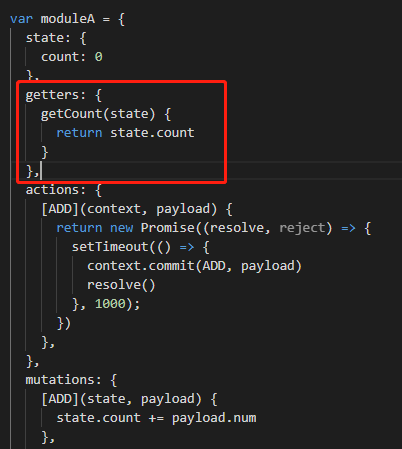 var moduleA = {
  state: {
    count: 0
  },
  getters: {
    getCount(state) {
      return state.count
    }
  },
  actions: {
    [ADD](context, payload) {
      return new Promise((resolve, reject) => {
        setTimeout(() => {
          context.commit(ADD, payload)
          resolve()
        }, 1000);
      })
    },
  },
  mutations: {
    [ADD](state, payload) {
      state.count += payload.num
    },